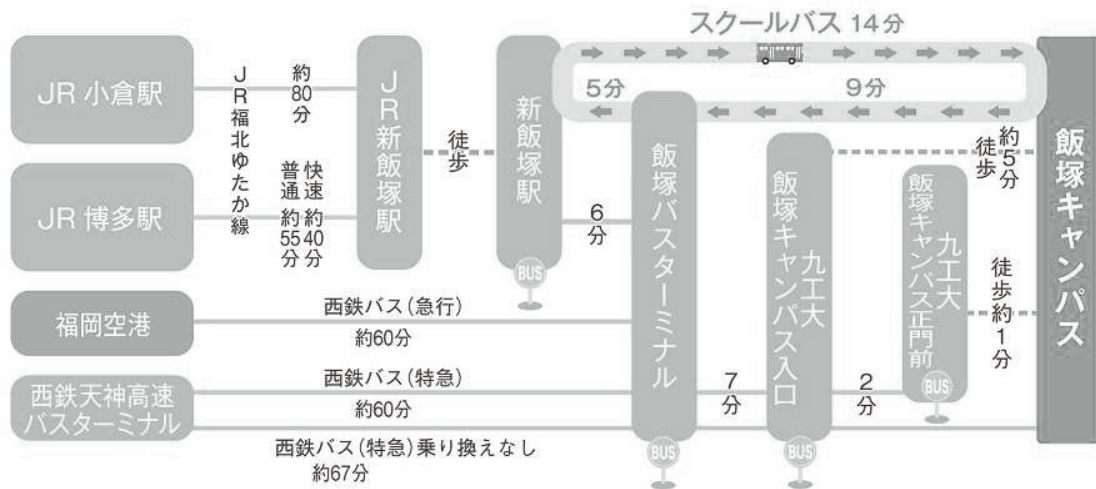 スクールバス 14分
JR 小倉駅
JR福北ゆたか線
約80分
JR新飯塚駅
徒歩
新飯塚駅
BUS
5分
9分
JR 博多駅
普通 約55分
快速 約40分
6分
飯塚バスターミナル
BUS
九工大
飯塚キャンパス入口
BUS
徒歩約5分
九工大
飯塚キャンパス正門前
BUS
徒歩約1分
飯塚キャンパス
福岡空港
西鉄バス(急行)
約60分
西鉄天神高速
バスターミナル
西鉄バス(特急)
約60分
7分
2分
西鉄バス(特急)乗り換えなし
約67分